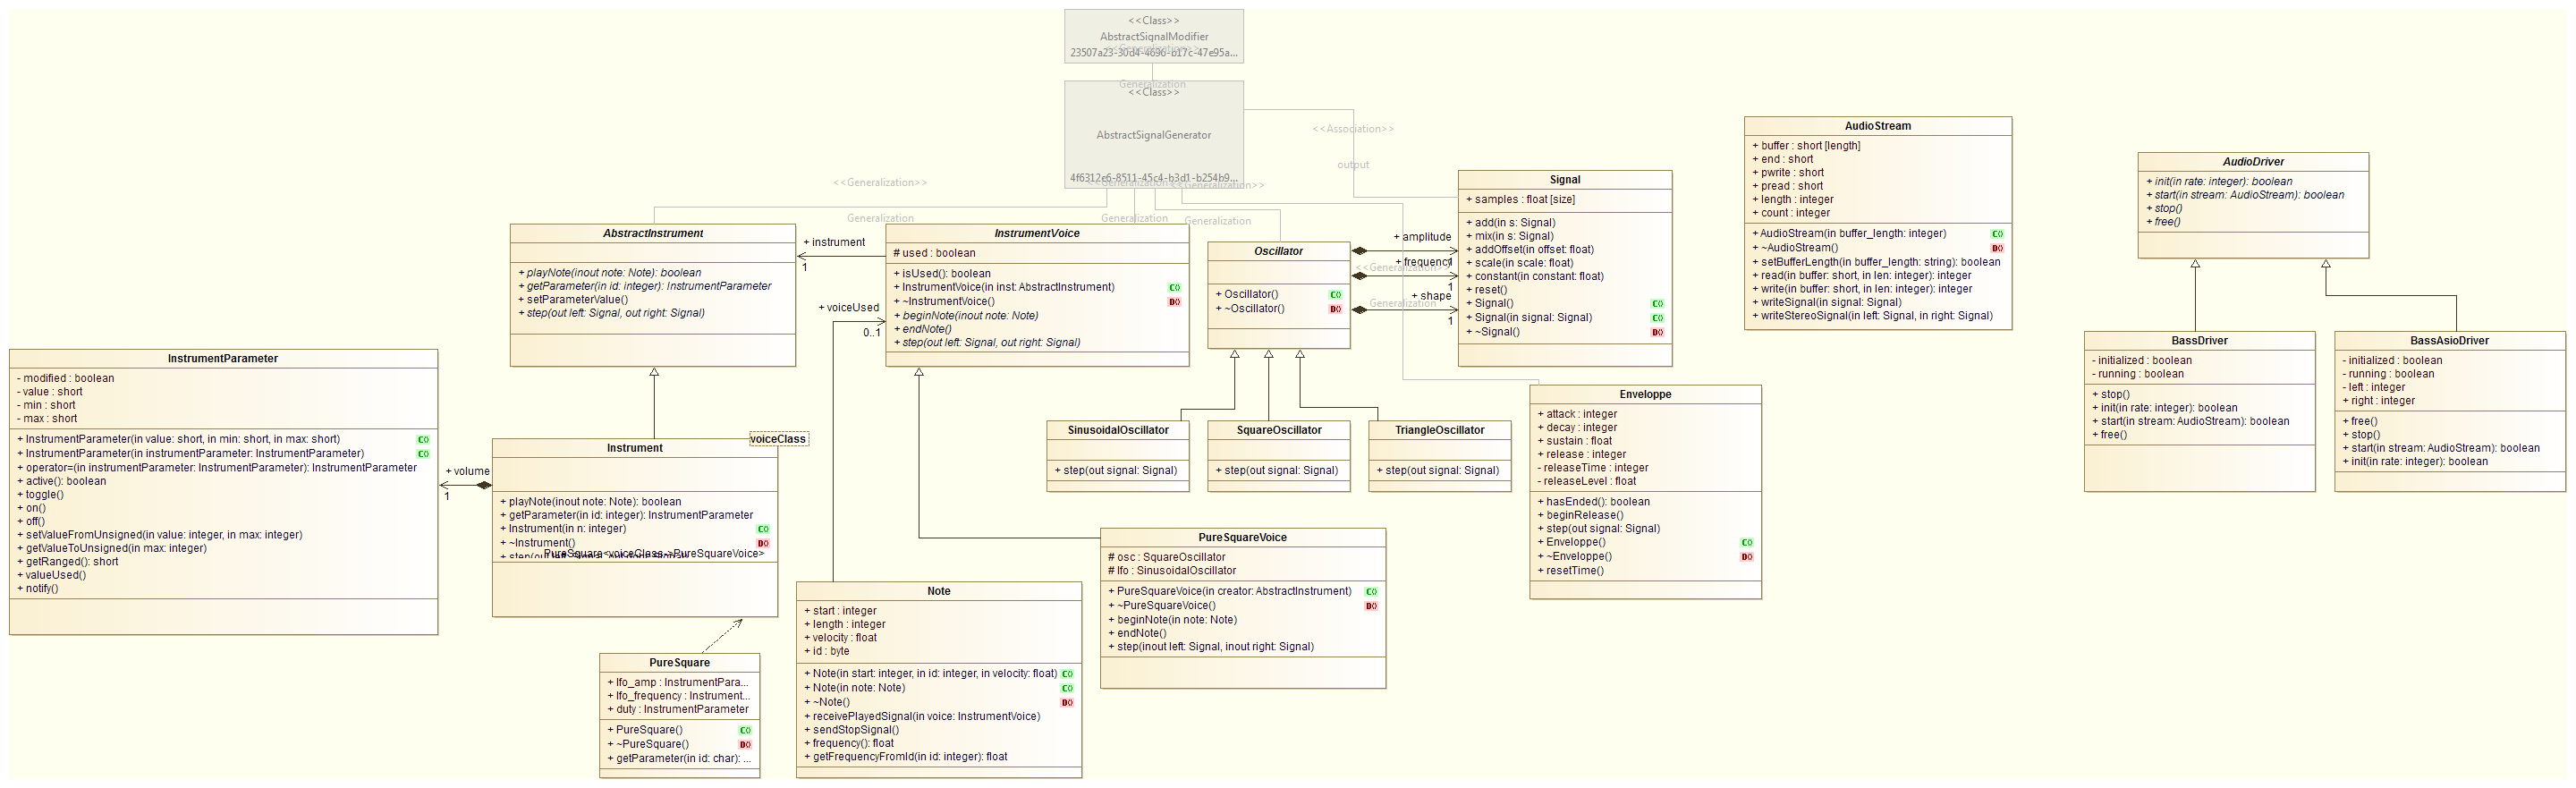 <<Class>>
AbstractSignalModifier
<<Generalization>>
23507a23-30d4-4696-b17c-47e95a...
Generalization
<<Class>>
AbstractSignalGenerator
4f6312e6-8511-45c4-b3d1-b254b9...
<<Association>>
output
<<Generalization>>
<<Generalization>>
<<Generalization>>
Generalization
Generalization
Generalization
<<Generalization>>
Generalization
AbstractInstrument
+ playNote(inout note: Note): boolean
+ getParameter(in id: integer): InstrumentParameter
+ setParameterValue()
+ step(out left: Signal, out right: Signal)
+ instrument
1
InstrumentVoice
# used : boolean
+ isUsed(): boolean
+ InstrumentVoice(in inst: AbstractInstrument)
C()
+ ~InstrumentVoice()
D()
+ beginNote(inout note: Note)
+ endNote()
+ step(out left: Signal, out right: Signal)
+ voiceUsed
0..1
Oscillator
+ Oscillator()
C()
+ ~Oscillator()
D()
+ amplitude
1
+ frequency
1
+ shape
1
Signal
+ samples : float [size]
+ add(in s: Signal)
+ mix(in s: Signal)
+ addOffset(in offset: float)
+ scale(in scale: float)
+ constant(in constant: float)
+ reset()
+ Signal()
C()
+ Signal(in signal: Signal)
C()
+ ~Signal()
D()
AudioStream
+ buffer : short [length]
+ end : short
+ pwrite : short
+ pread : short
+ length : integer
+ count : integer
+ AudioStream(in buffer_length: integer)
C()
+ ~AudioStream()
D()
+ setBufferLength(in buffer_length: string): boolean
+ read(in buffer: short, in len: integer): integer
+ write(in buffer: short, in len: integer): integer
+ writeSignal(in signal: Signal)
+ writeStereoSignal(in left: Signal, in right: Signal)
AudioDriver
+ init(in rate: integer): boolean
+ start(in stream: AudioStream): boolean
+ stop()
+ free()
BassDriver
- initialized : boolean
- running : boolean
+ stop()
+ init(in rate: integer): boolean
+ start(in stream: AudioStream): boolean
+ free()
BassAsioDriver
- initialized : boolean
- running : boolean
- left : integer
+ right : integer
+ free()
+ stop()
+ start(in stream: AudioStream): boolean
+ init(in rate: integer): boolean
InstrumentParameter
- modified : boolean
- value : short
- min : short
- max : short
+ InstrumentParameter(in value: short, in min: short, in max: short)
C()
+ InstrumentParameter(in instrumentParameter: InstrumentParameter)
C()
+ operator=(in instrumentParameter: InstrumentParameter): InstrumentParameter
+ active(): boolean
+ toggle()
+ on()
+ off()
+ setValueFromUnsigned(in value: integer, in max: integer)
+ getValueToUnsigned(in max: integer)
+ getRanged(): short
+ valueUsed()
+ notify()
+ volume
1
voiceClass
Instrument
+ playNote(inout note: Note): boolean
+ getParameter(in id: integer): InstrumentParameter
+ Instrument(in n: integer)
C()
+ ~Instrument()
D()
PureSquare<voiceClass->PureSquareVoice>
PureSquare
+ lfo_amp : InstrumentPara...
+ lfo_frequency : Instrument...
+ duty : InstrumentParameter
+ PureSquare()
C()
+ ~PureSquare()
D()
+ getParameter(in id: char): ...
Note
+ start : integer
+ length : integer
+ velocity : float
+ id : byte
+ Note(in start: integer, in id: integer, in velocity: float)
C()
+ Note(in note: Note)
C()
+ ~Note()
D()
+ receivePlayedSignal(in voice: InstrumentVoice)
+ sendStopSignal()
+ frequency(): float
+ getFrequencyFromId(in id: integer): float
PureSquareVoice
# osc : SquareOscillator
# lfo : SinusoidalOscillator
+ PureSquareVoice(in creator: AbstractInstrument)
C()
+ ~PureSquareVoice()
D()
+ beginNote(in note: Note)
+ endNote()
+ step(inout left: Signal, inout right: Signal)
SinusoidalOscillator
+ step(out signal: Signal)
SquareOscillator
+ step(out signal: Signal)
TriangleOscillator
+ step(out signal: Signal)
Enveloppe
+ attack : integer
+ decay : integer
+ sustain : float
+ release : integer
- releaseTime : integer
- releaseLevel : float
+ hasEnded(): boolean
+ beginRelease()
+ step(out signal: Signal)
+ Enveloppe()
C()
+ ~Enveloppe()
D()
+ resetTime()